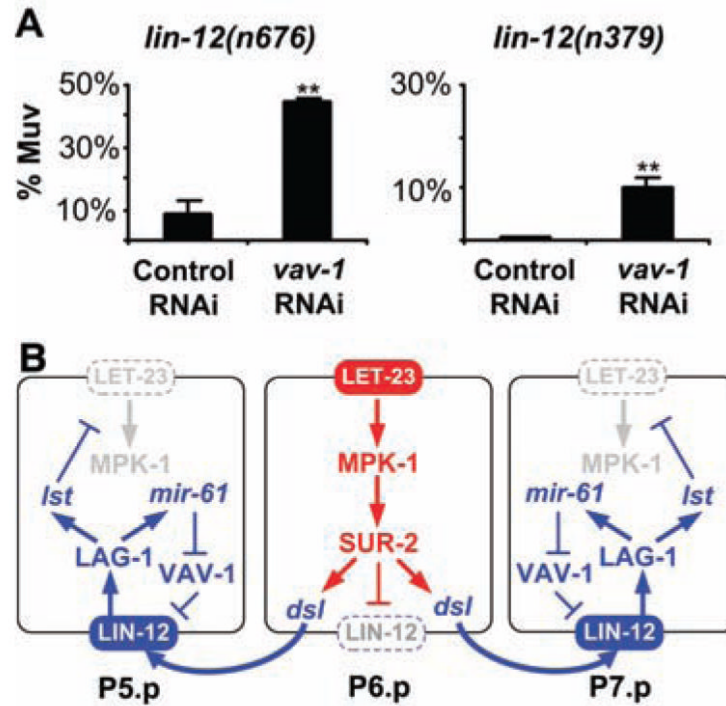 A
lin-12(n676)
lin-12(n379)
% Muv
50%
30%
10%
**
Control
RNAi
vav-1
RNAi
30%
10%
**
Control
RNAi
vav-1
RNAi
B
LET-23
MPK-1
lst
mir-61
LAG-1
VAV-1
LIN-12
P5.p
LET-23
MPK-1
SUR-2
dsl
dsl
LIN-12
P6.p
LET-23
MPK-1
mir-61
lst
LAG-1
VAV-1
LIN-12
P7.p